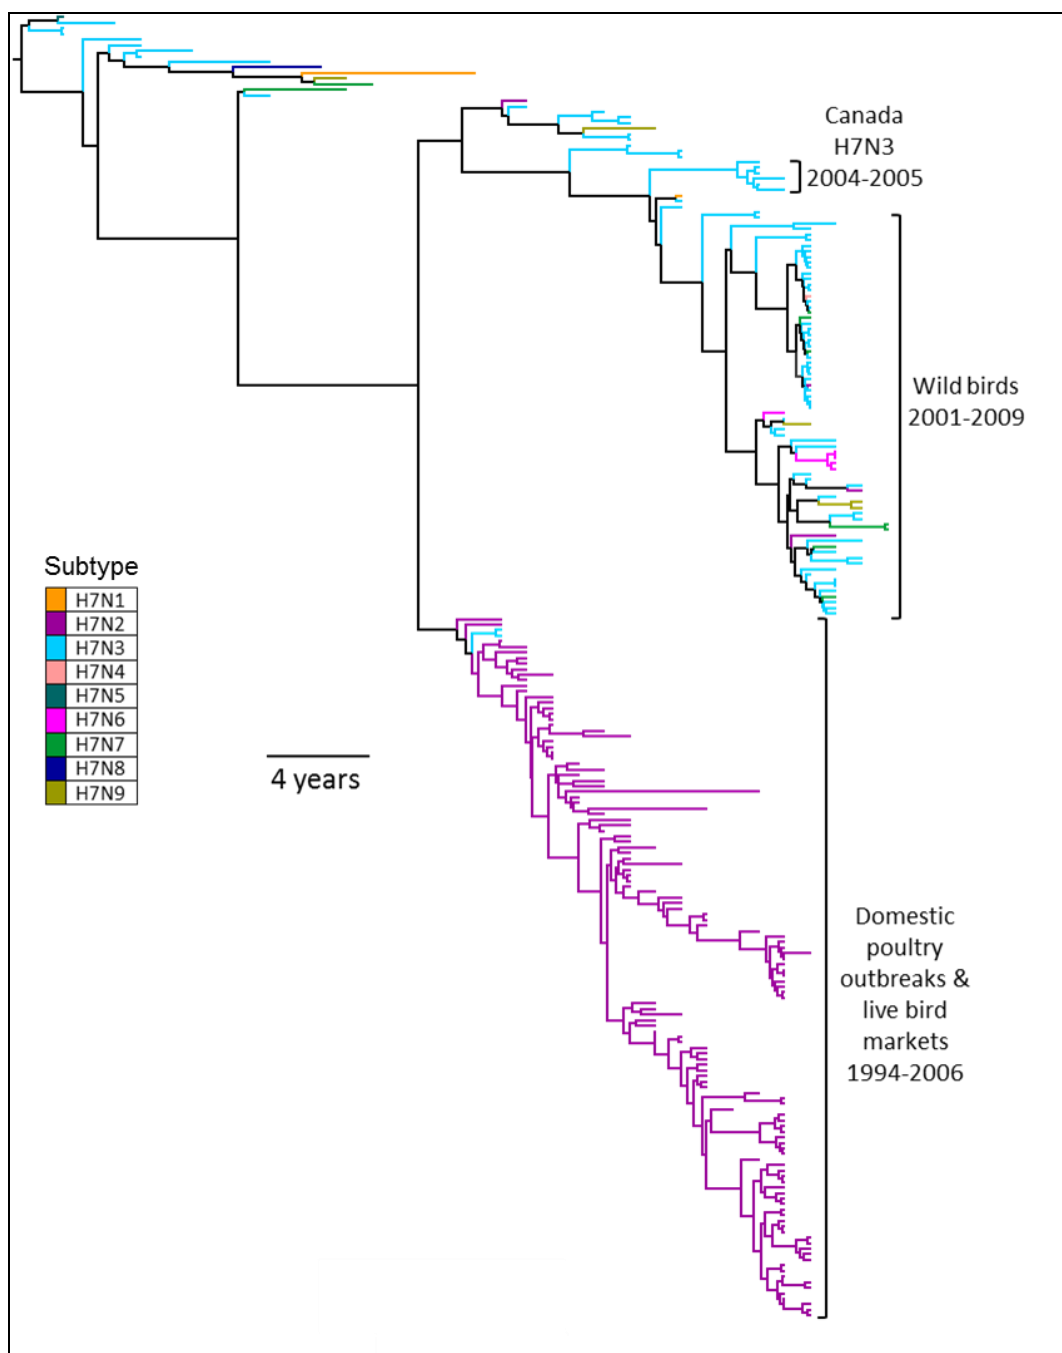 Canada
H7N3
2004-2005
Wild birds
2001-2009
Subtype
H7N1
H7N2
H7N3
H7N4
H7N5
H7N6
H7N7
H7N8
H7N9
4 years
Domestic
poultry
outbreaks &
live bird
markets
1994-2006